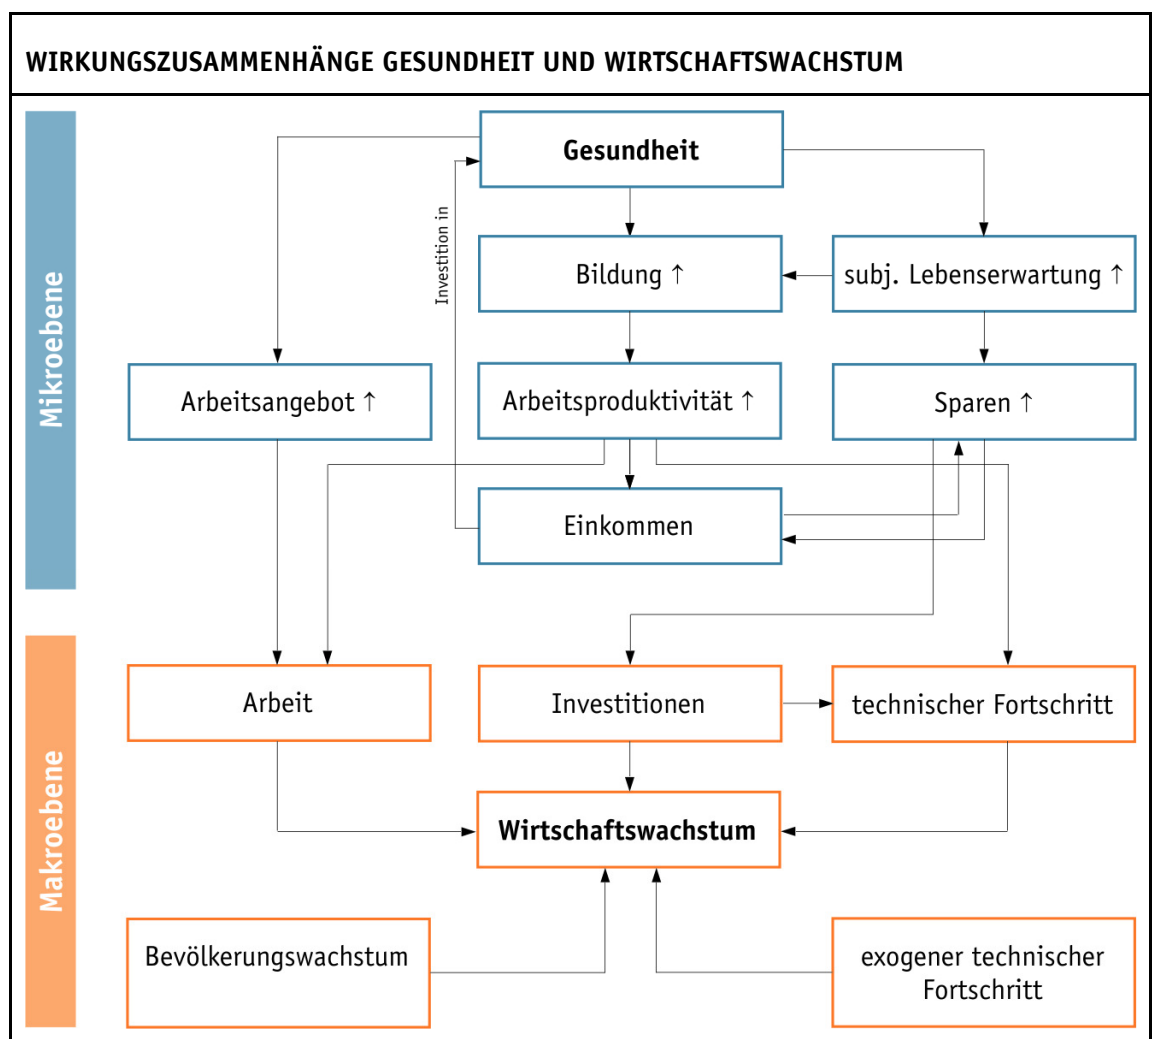 WIRKUNGSZUSAMMENHÄNGE GESUNDHEIT UND WIRTSCHAFTSWACHSTUM
Mikroebene
Gesundheit
Investition in
Bildung ↑
subj. Lebenserwartung ↑
Arbeitsangebot ↑
Arbeitsproduktivität ↑
Sparen ↑
Einkommen
Makroebene
Arbeit
Investitionen
technischer Fortschritt
Wirtschaftswachstum
Bevölkerungswachstum
exogener technischer
Fortschritt